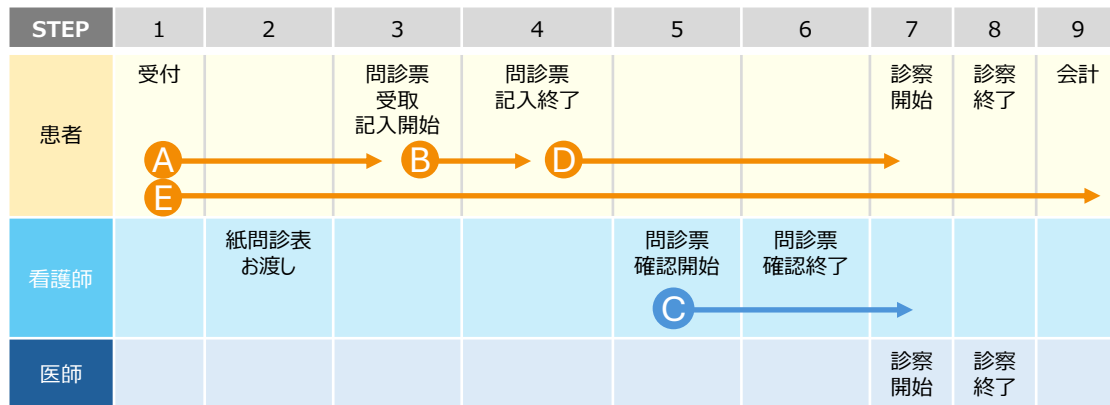 STEP 1 2 3 4 5 6 7 8 9
患者
受付
問診票
受取
記入開始
問診票
記入終了
診察
開始
診察
終了
会計
A
B
D
E
看護師
紙問診表
お渡し
問診票
確認開始
問診票
確認終了
C
医師
診察
開始
診察
終了